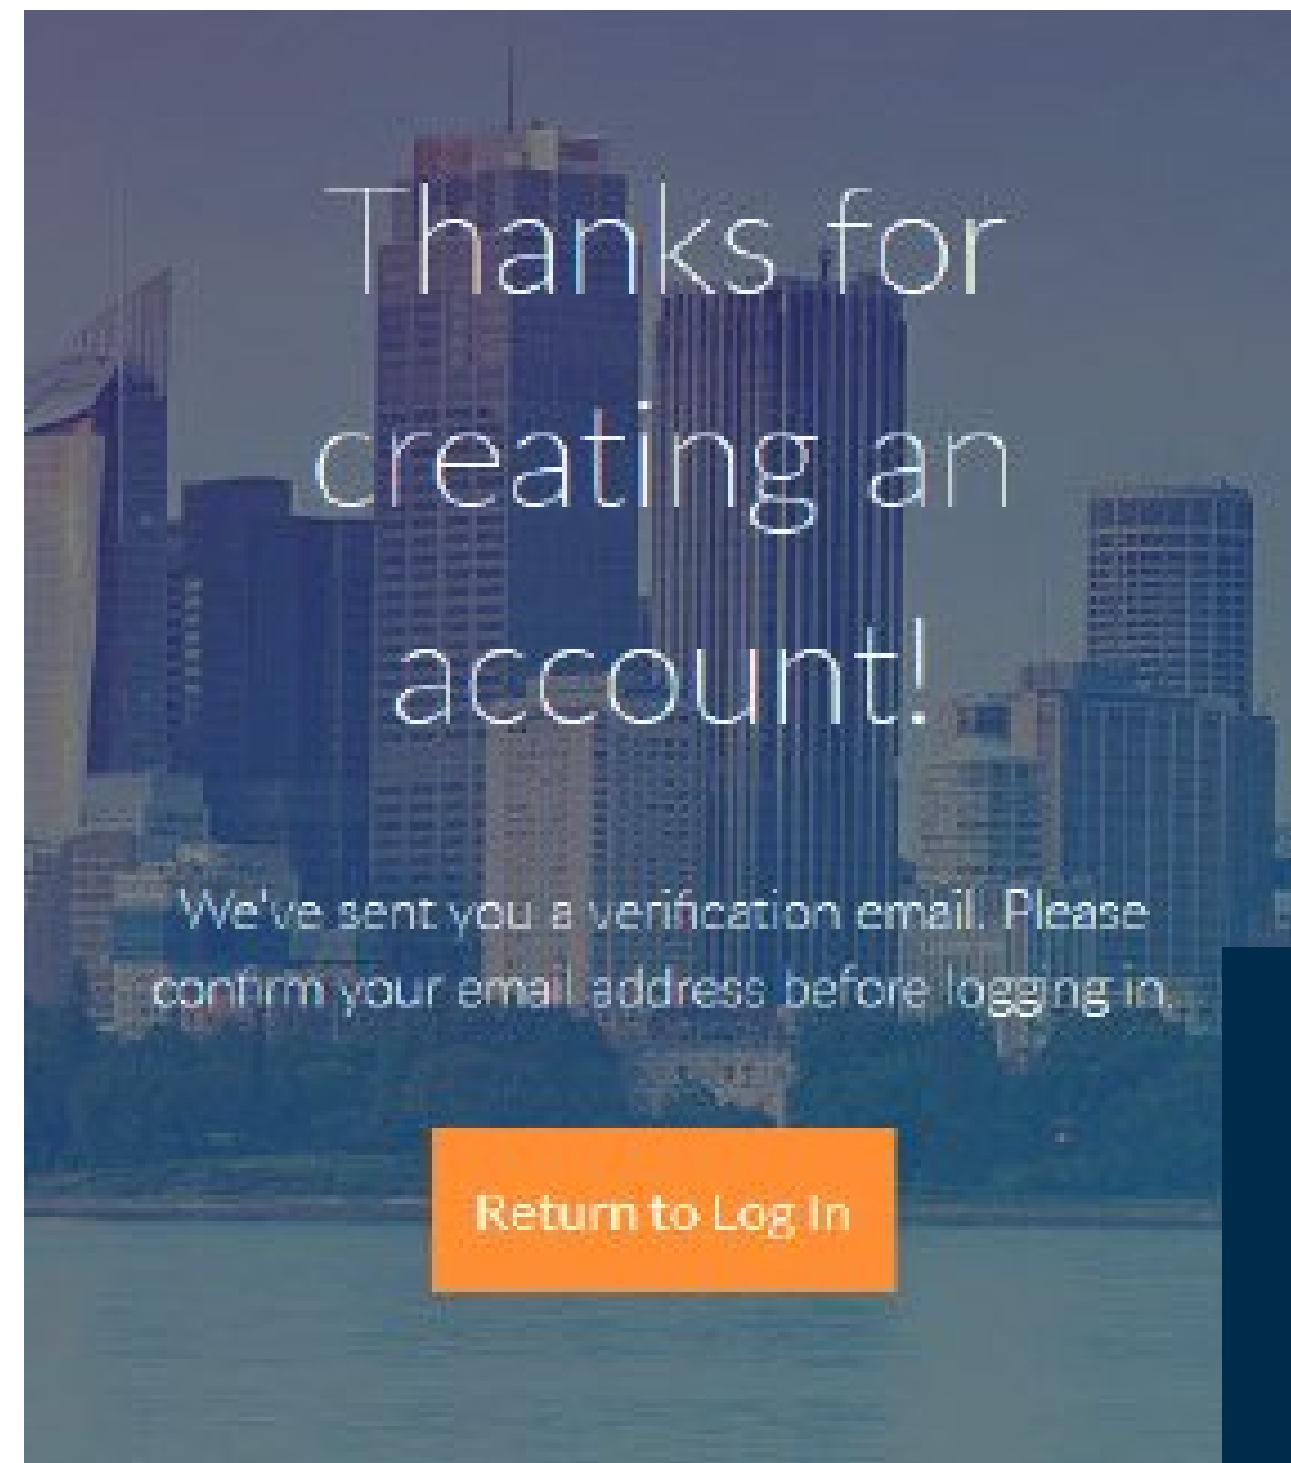 Thanks for
creating an
account!
We've sent you a verification email. Please
confirm your email address before logging in.
Return to Log In